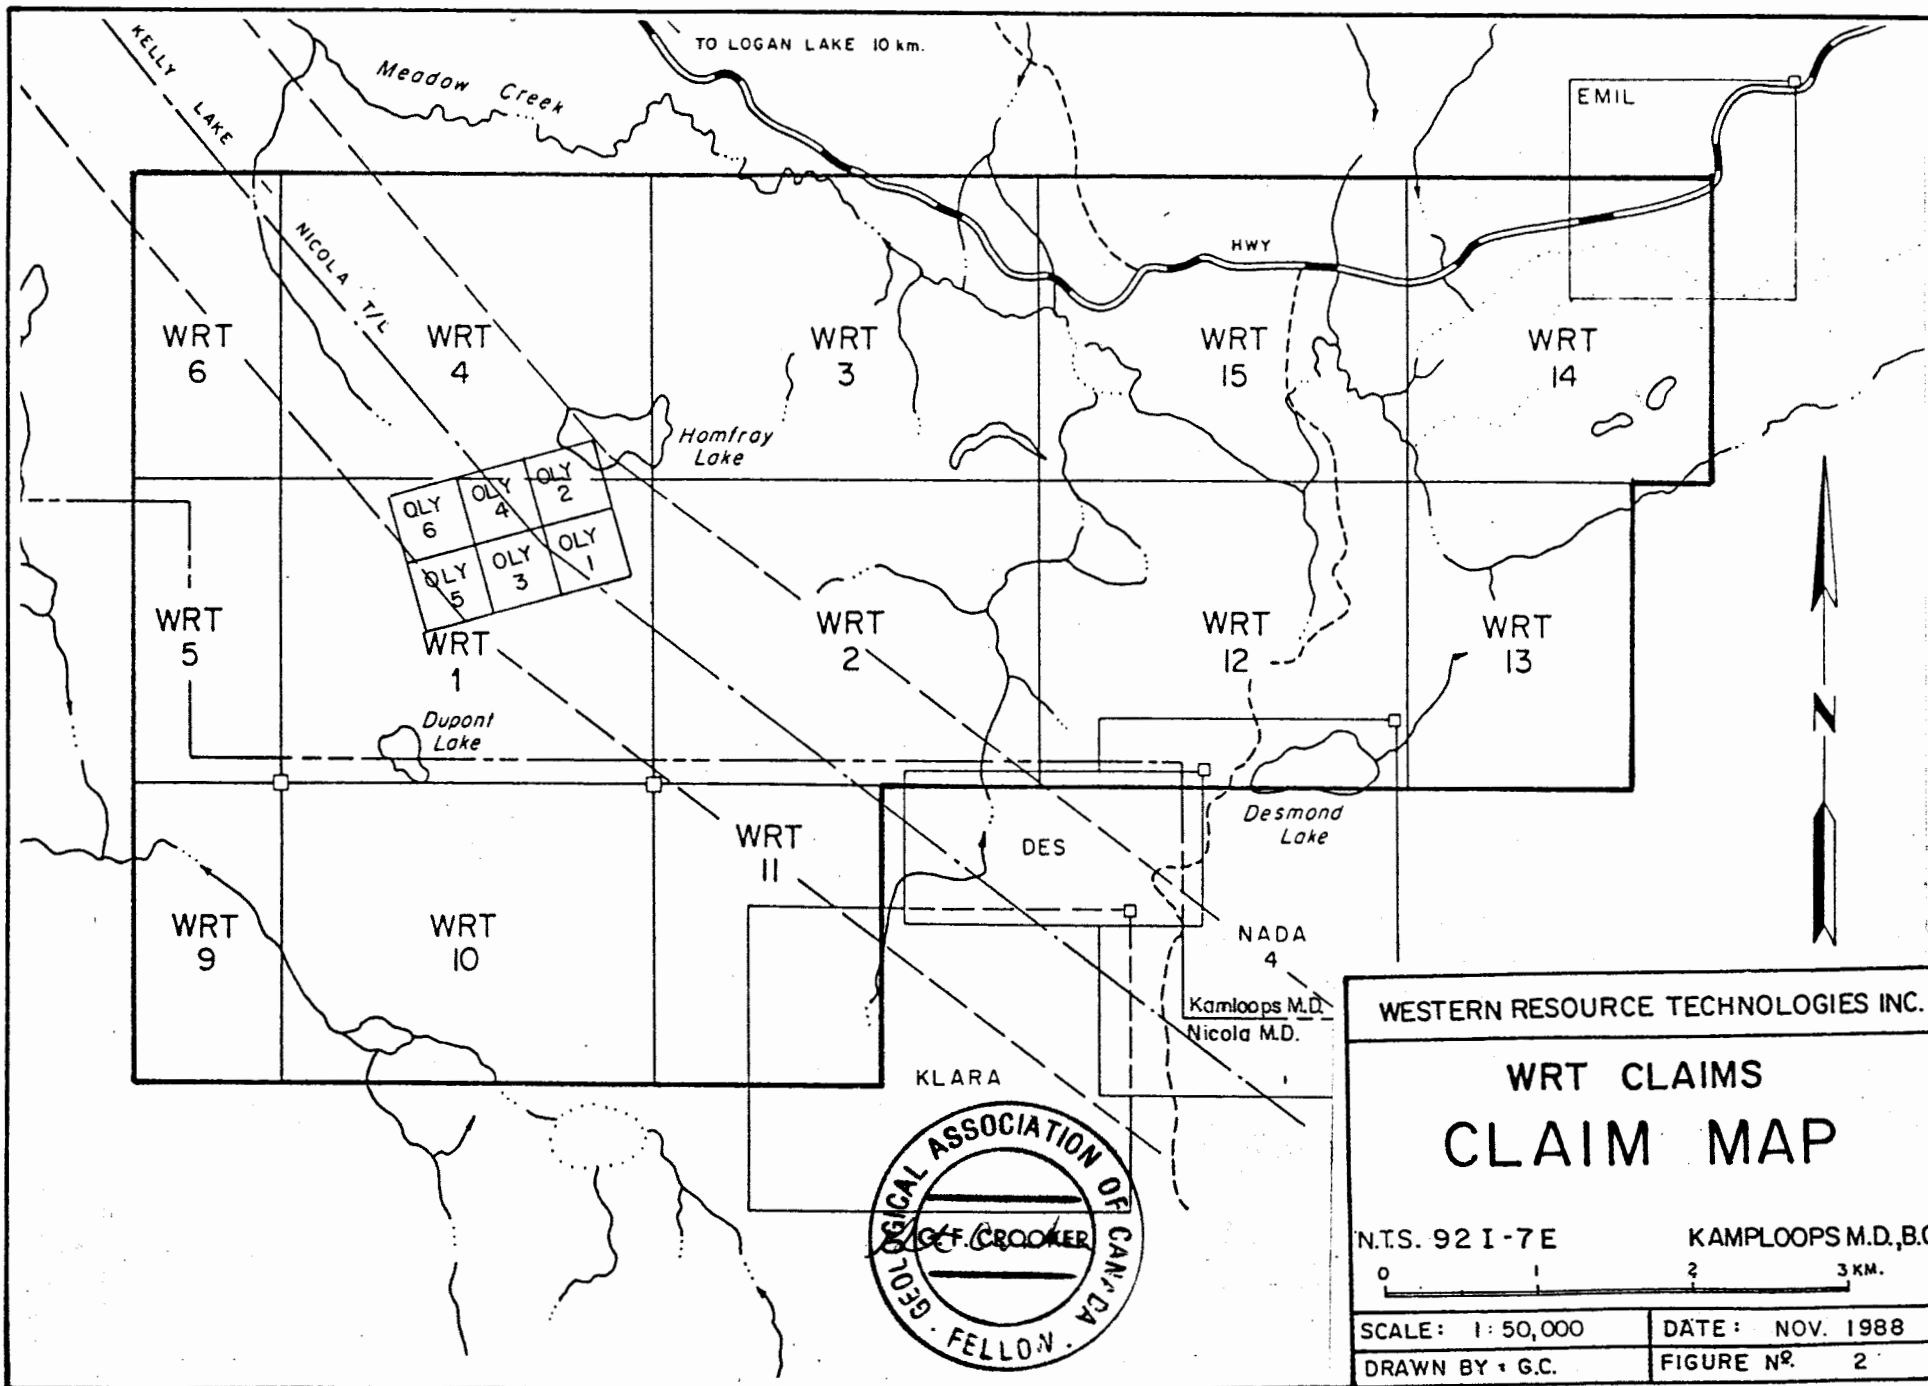 TO LOGAN LAKE 10 km.
KELLY LAKE
NICOLA T/L
Meadow Creek
EMIL
HWY
WRT 6
WRT 4
WRT 3
WRT 15
WRT 14
Homfray
Lake
OLY 6
OLY 4
OLY 2
OLY 5
OLY 3
OLY 1
WRT 5
WRT 1
WRT 2
WRT 12
WRT 13
Dupont
Lake
Desmond
Lake
WRT 11
DES
WRT 9
WRT 10
NADA 4
Kamloops M.D.
Nicola M.D.
KLARA
N
GEOLOGICAL ASSOCIATION OF CANADA
G.F. CROOKER
FELLOW
WESTERN RESOURCE TECHNOLOGIES INC.
WRT CLAIMS
CLAIM MAP
N.T.S. 92 I-7E KAMPLOOPS M.D.,B.C
0 1 2 3 KM.
SCALE: 1:50,000 DATE: NOV. 1988
DRAWN BY: G.C. FIGURE Nº. 2